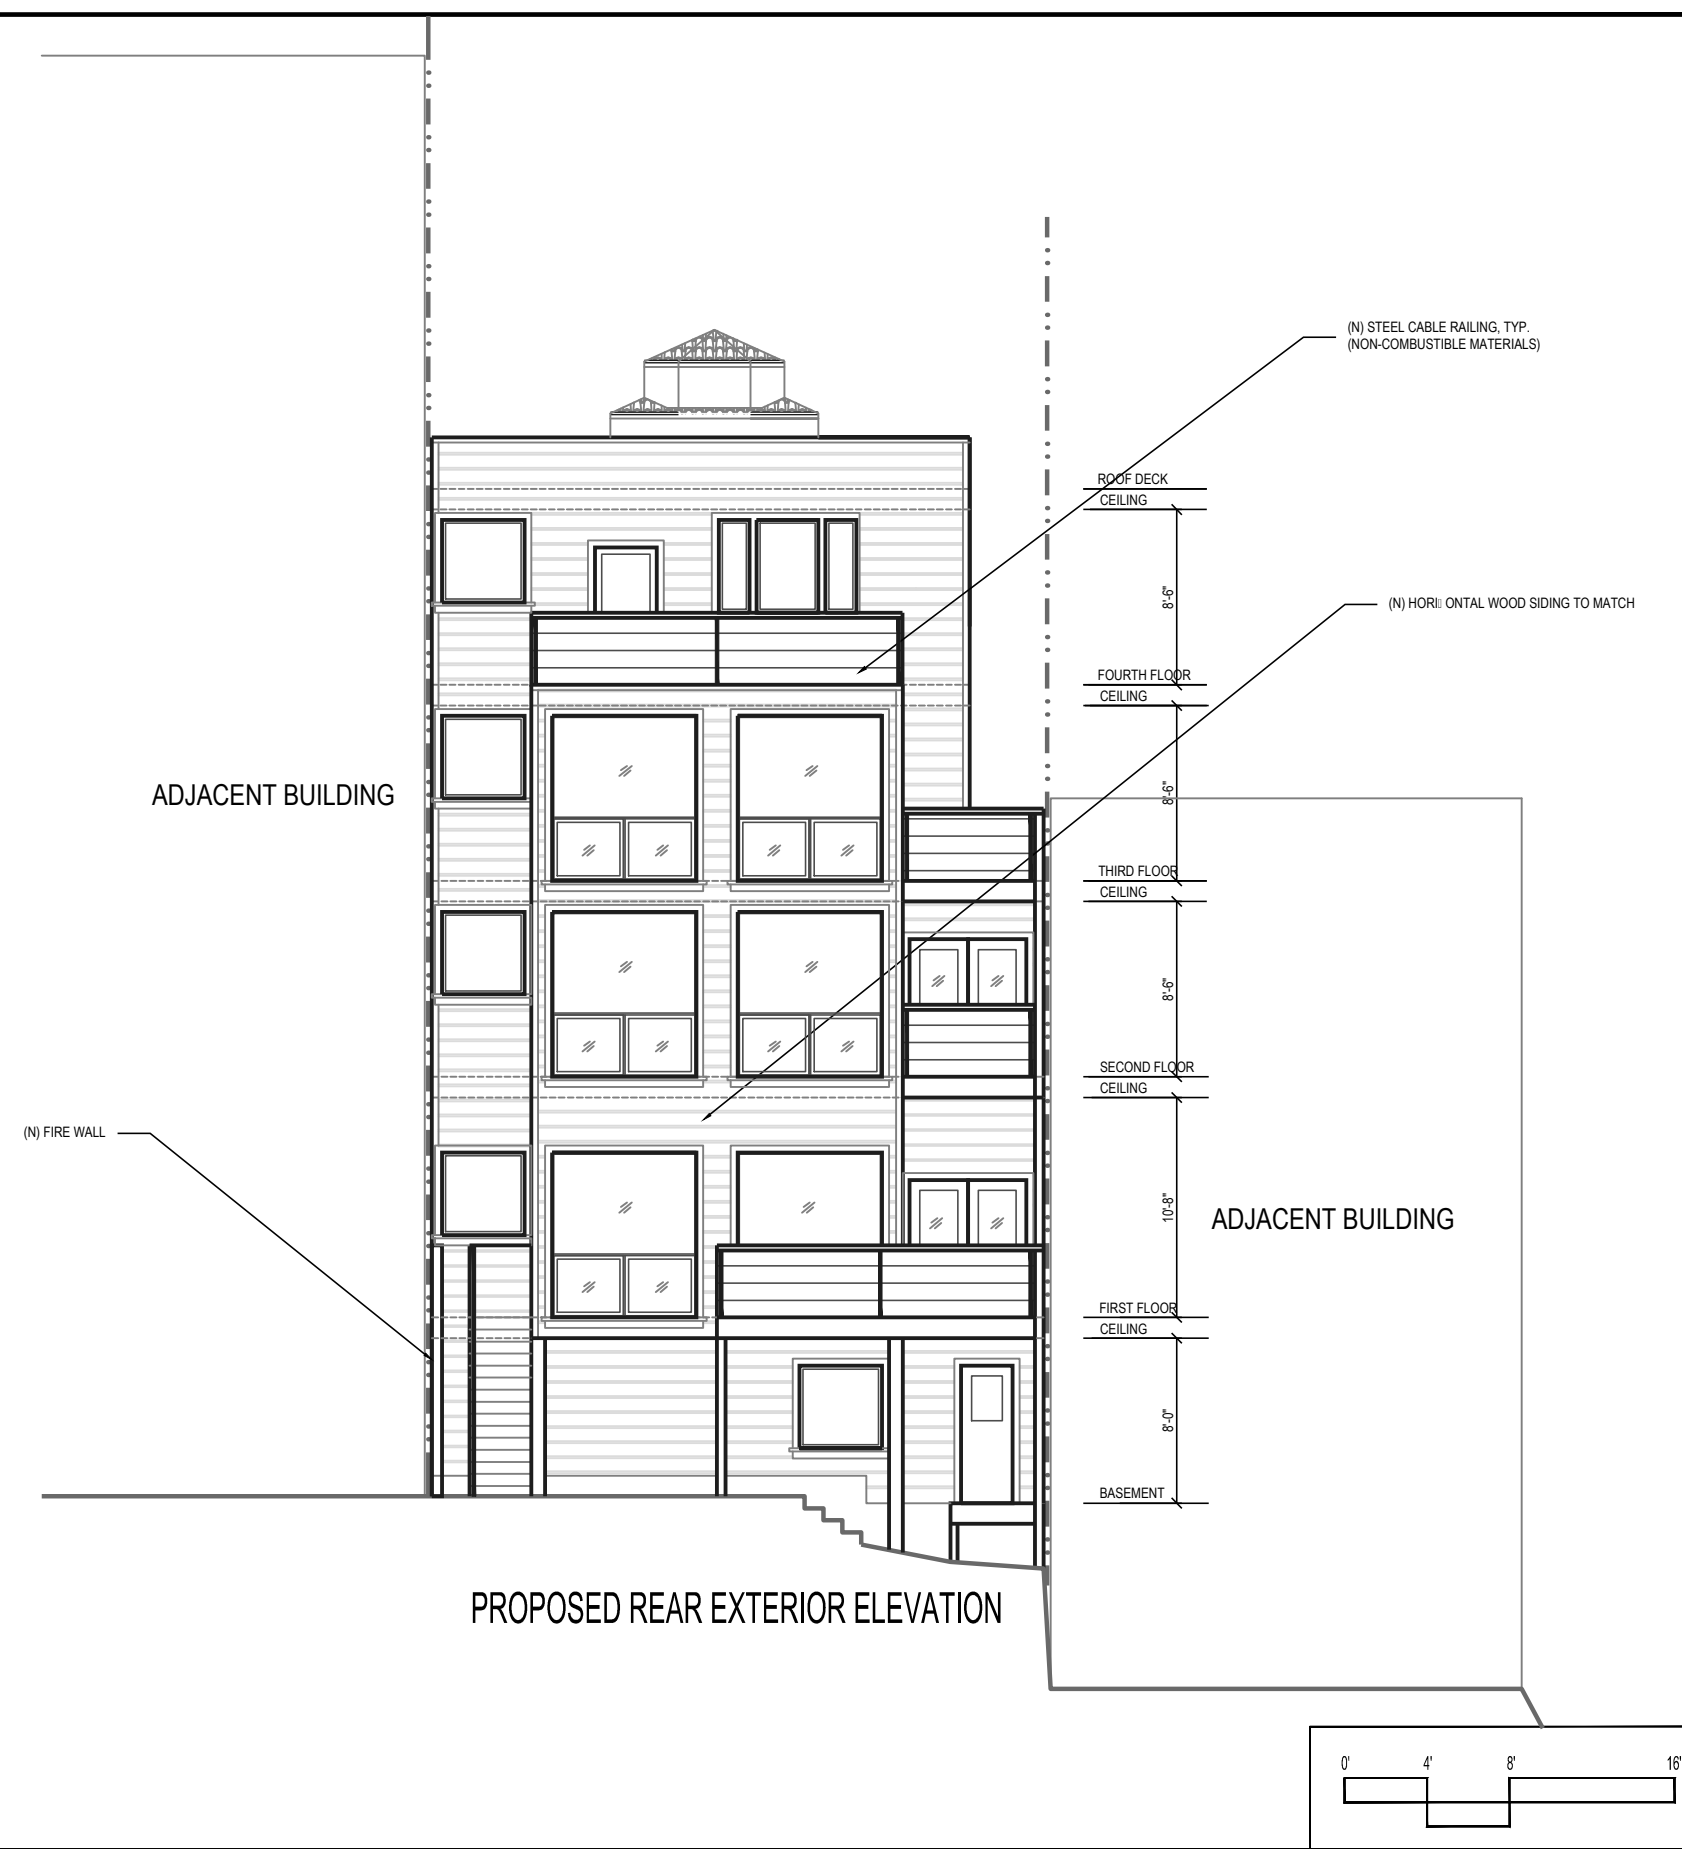 (N) STEEL CABLE RAILING, TYP.
(NON-COMBUSTIBLE MATERIALS)
ROOF DECK
CEILING
8'-6"
(N) HORI▯ONTAL WOOD SIDING TO MATCH
FOURTH FLOOR
CEILING
8'-6"
ADJACENT BUILDING
THIRD FLOOR
CEILING
8'-6"
SECOND FLOOR
CEILING
(N) FIRE WALL
10'-8"
ADJACENT BUILDING
FIRST FLOOR
CEILING
8'-0"
BASEMENT
PROPOSED REAR EXTERIOR ELEVATION
0' 4' 8' 16'